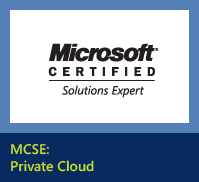 Microsoft®
CERTIFIED
Solutions Expert
MCSE:
Private Cloud